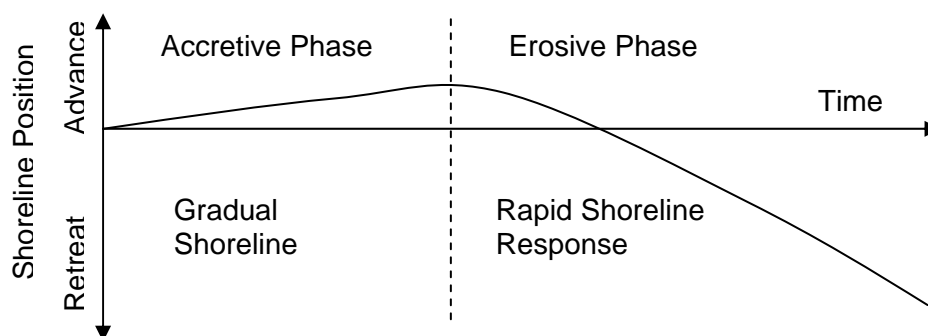 Accretive Phase
Erosive Phase
Time
Shoreline Position
Advance
Retreat
Gradual
Shoreline
Rapid Shoreline
Response